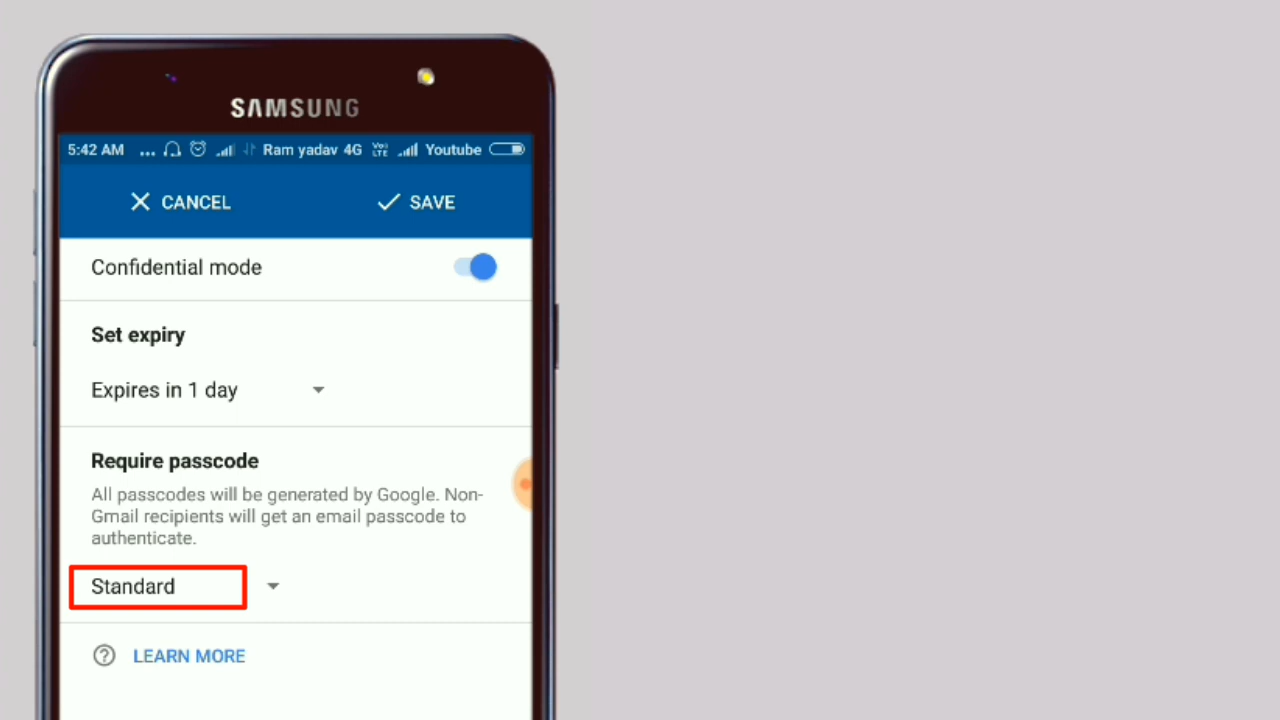 SAMSUNG
5:42 AM ... Ram yadav 4G VoLTE Youtube
CANCEL SAVE
Confidential mode
Set expiry
Expires in 1 day
Require passcode
All passcodes will be generated by Google. Non-
Gmail recipients will get an email passcode to
authenticate.
Standard
LEARN MORE